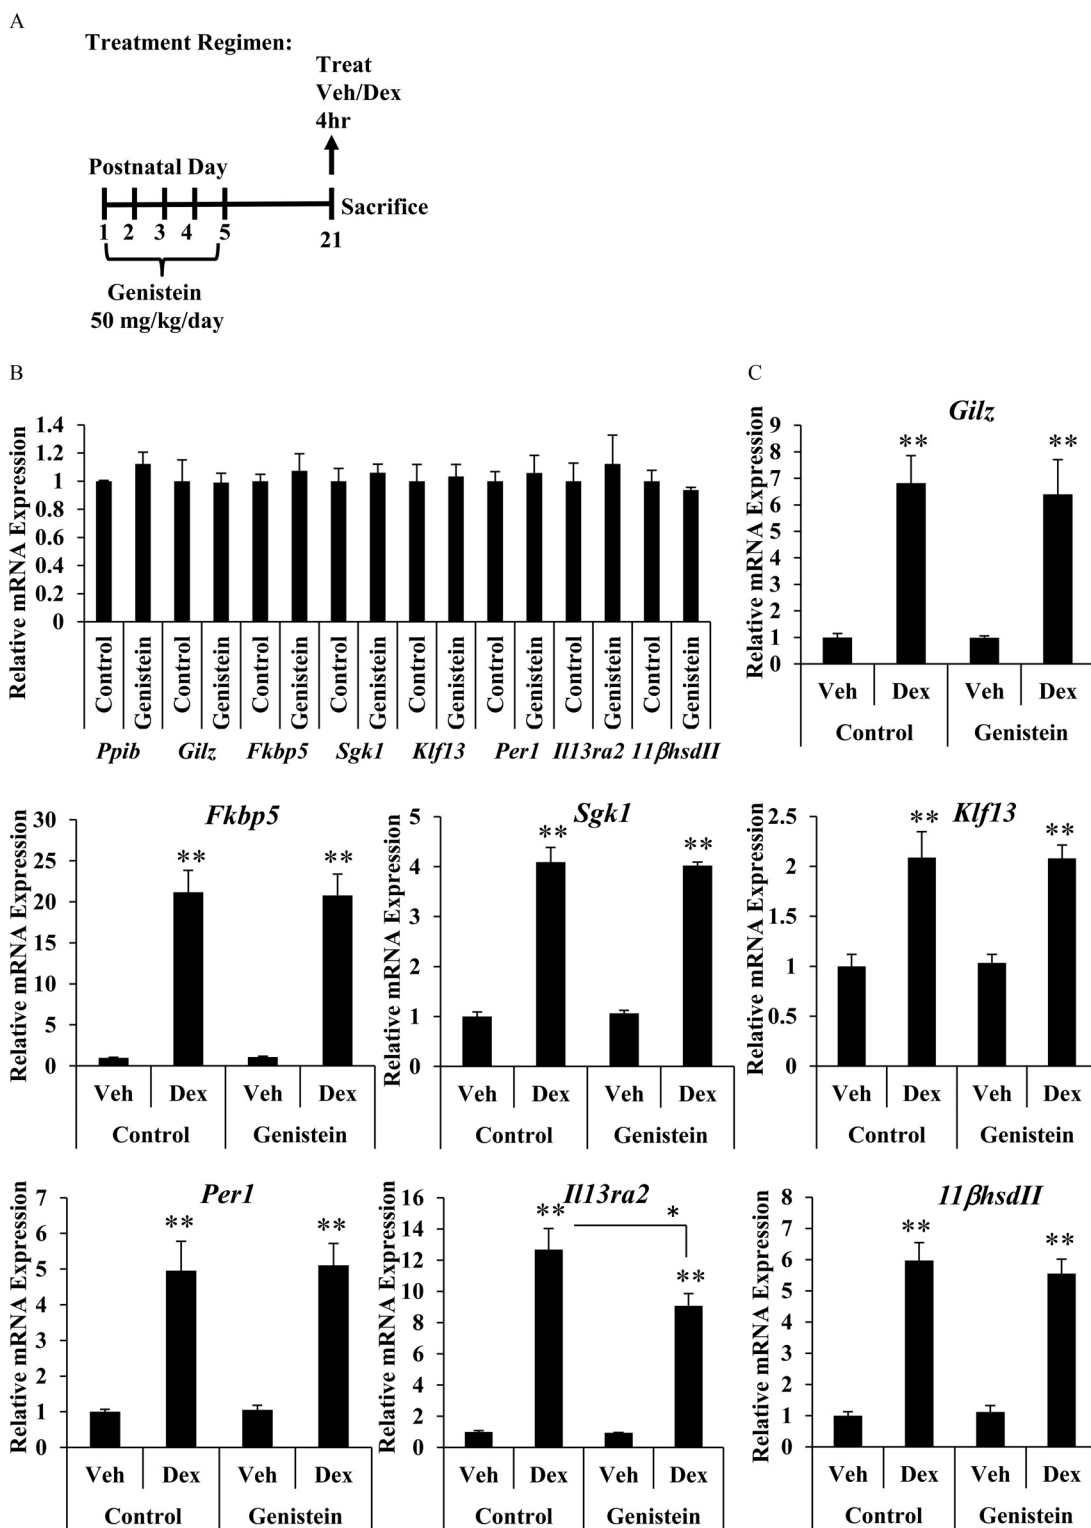 A
Treatment Regimen:
Treat
Veh/Dex
4hr
Postnatal Day
Sacrifice
1 2 3 4 5 21
Genistein
50 mg/kg/day
B
Relative mRNA Expression
1.4
1.2
1
0.8
0.6
0.4
0.2
0
Control Genistein Control Genistein Control Genistein Control Genistein Control Genistein Control Genistein Control Genistein Control Genistein
Ppib Gilz Fkbp5 Sgk1 Klf13 Per1 Il13ra2 11βhsdII
C
Gilz
Relative mRNA Expression
9
8
7
6
5
4
3
2
1
0
** **
Veh Dex Veh Dex
Control Genistein
Fkbp5
Relative mRNA Expression
30
25
20
15
10
5
0
** **
Veh Dex Veh Dex
Control Genistein
Sgk1
Relative mRNA Expression
5
4
3
2
1
0
** **
Veh Dex Veh Dex
Control Genistein
Klf13
Relative mRNA Expression
2.5
2
1.5
1
0.5
0
** **
Veh Dex Veh Dex
Control Genistein
Per1
Relative mRNA Expression
7
6
5
4
3
2
1
0
** **
Veh Dex Veh Dex
Control Genistein
Il13ra2
Relative mRNA Expression
16
14
12
10
8
6
4
2
0
** *
**
Veh Dex Veh Dex
Control Genistein
11βhsdII
Relative mRNA Expression
8
7
6
5
4
3
2
1
0
** **
Veh Dex Veh Dex
Control Genistein